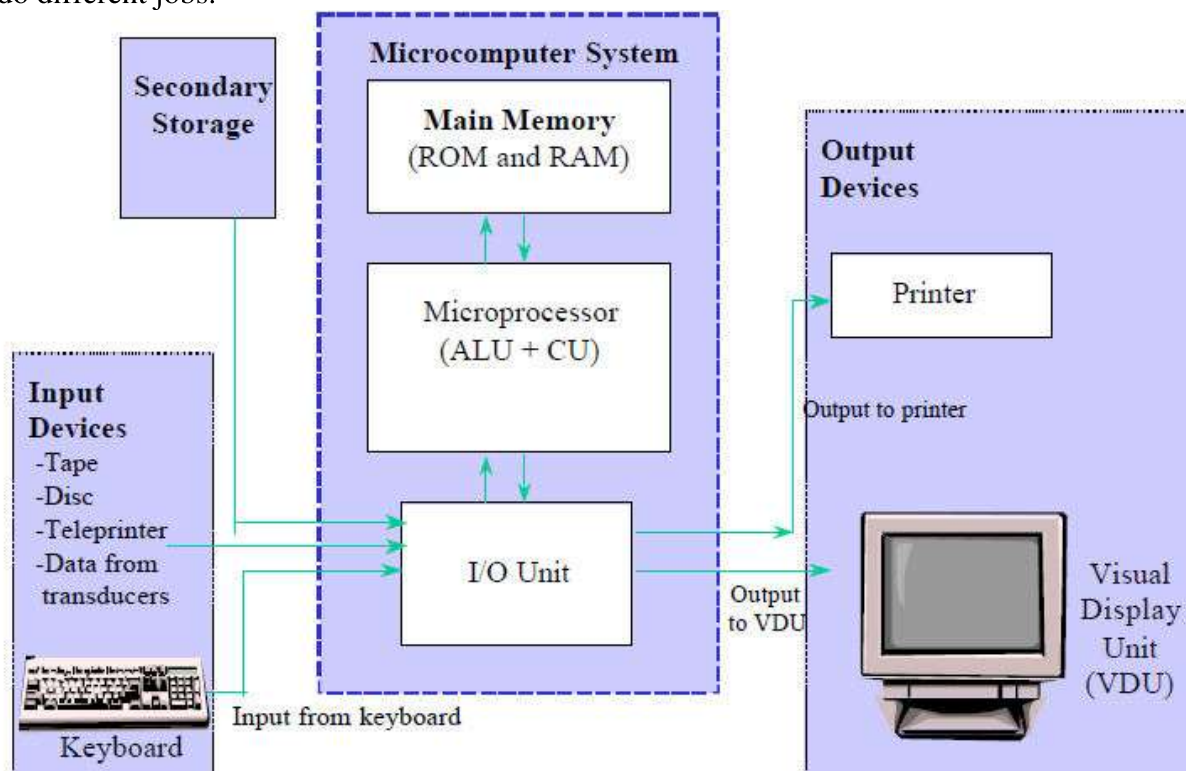 do different jobs.
Secondary
Storage
Microcomputer System
Main Memory
(ROM and RAM)
Microprocessor
(ALU + CU)
I/O Unit
Input
Devices
-Tape
-Disc
-Teleprinter
-Data from
transducers
Keyboard
Input from keyboard
Output
Devices
Printer
Output to printer
Output
to VDU
Visual
Display
Unit
(VDU)